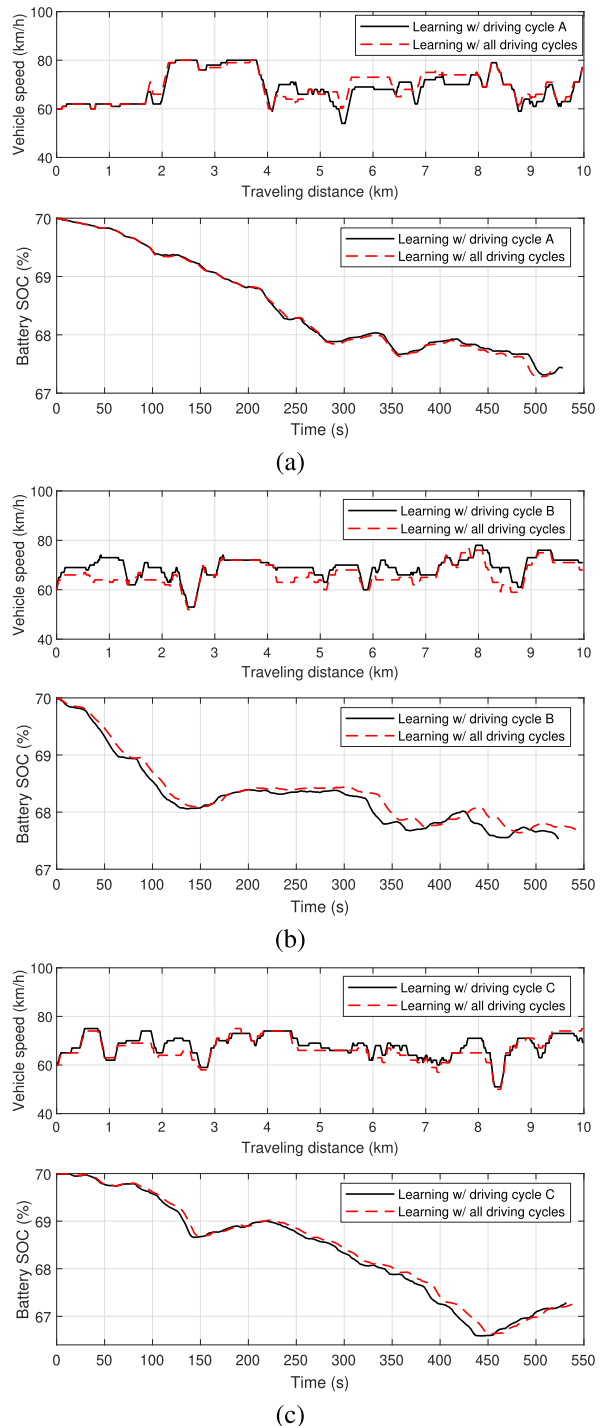 100
80
60
40
Vehicle speed (km/h)
Learning w/ driving cycle A
Learning w/ all driving cycles
0 1 2 3 4 5 6 7 8 9 10
Traveling distance (km)
70
69
68
67
Battery SOC (%)
Learning w/ driving cycle A
Learning w/ all driving cycles
0 50 100 150 200 250 300 350 400 450 500 550
Time (s)
(a)
100
80
60
40
Vehicle speed (km/h)
Learning w/ driving cycle B
Learning w/ all driving cycles
0 1 2 3 4 5 6 7 8 9 10
Traveling distance (km)
70
69
68
67
Battery SOC (%)
Learning w/ driving cycle B
Learning w/ all driving cycles
0 50 100 150 200 250 300 350 400 450 500 550
Time (s)
(b)
100
80
60
40
Vehicle speed (km/h)
Learning w/ driving cycle C
Learning w/ all driving cycles
0 1 2 3 4 5 6 7 8 9 10
Traveling distance (km)
70
69
68
67
Battery SOC (%)
Learning w/ driving cycle C
Learning w/ all driving cycles
0 50 100 150 200 250 300 350 400 450 500 550
Time (s)
(c)